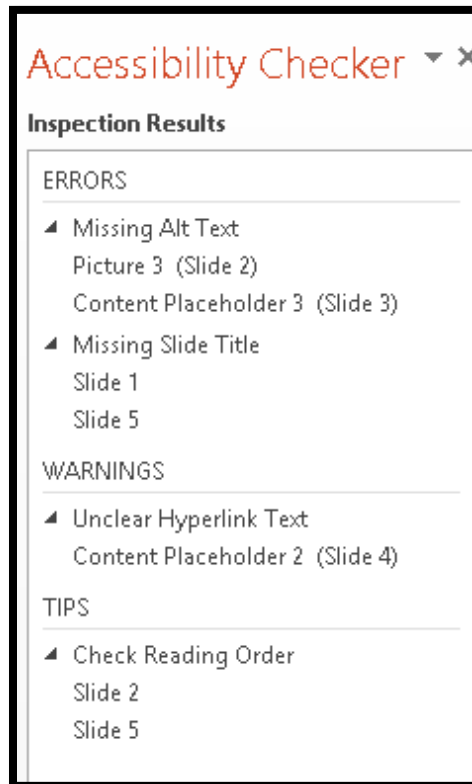 Accessibility Checker
Inspection Results
ERRORS
Missing Alt Text
Picture 3 (Slide 2)
Content Placeholder 3 (Slide 3)
Missing Slide Title
Slide 1
Slide 5
WARNINGS
Unclear Hyperlink Text
Content Placeholder 2 (Slide 4)
TIPS
Check Reading Order
Slide 2
Slide 5